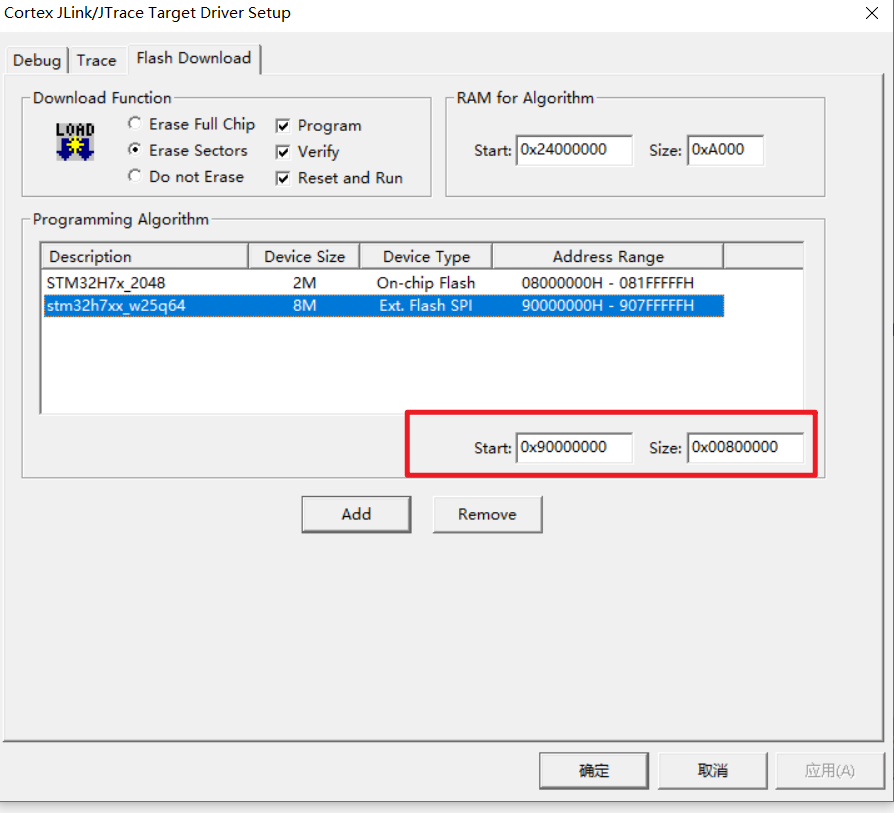 Cortex JLink/JTrace Target Driver Setup
Debug Trace Flash Download
Download Function
LOAD
Erase Full Chip
Erase Sectors
Do not Erase
Program
Verify
Reset and Run
RAM for Algorithm
Start: 0x24000000 Size: 0xA000
Programming Algorithm
Description Device Size Device Type Address Range
STM32H7x_2048 2M On-chip Flash 08000000H - 081FFFFFH
stm32h7xx_w25q64 8M Ext. Flash SPI 90000000H - 907FFFFFH
Start: 0x90000000 Size: 0x00800000
Add Remove
确定 取消 应用(A)